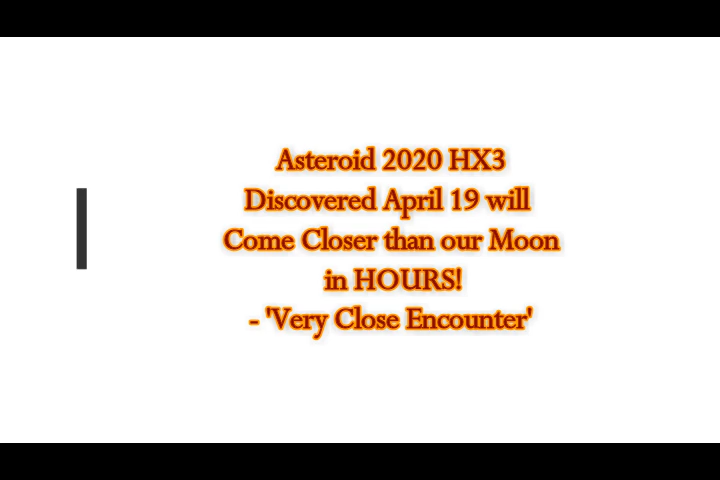 Asteroid 2020 HX3
Discovered April 19 will
Come Closer than our Moon
in HOURS!
- 'Very Close Encounter'